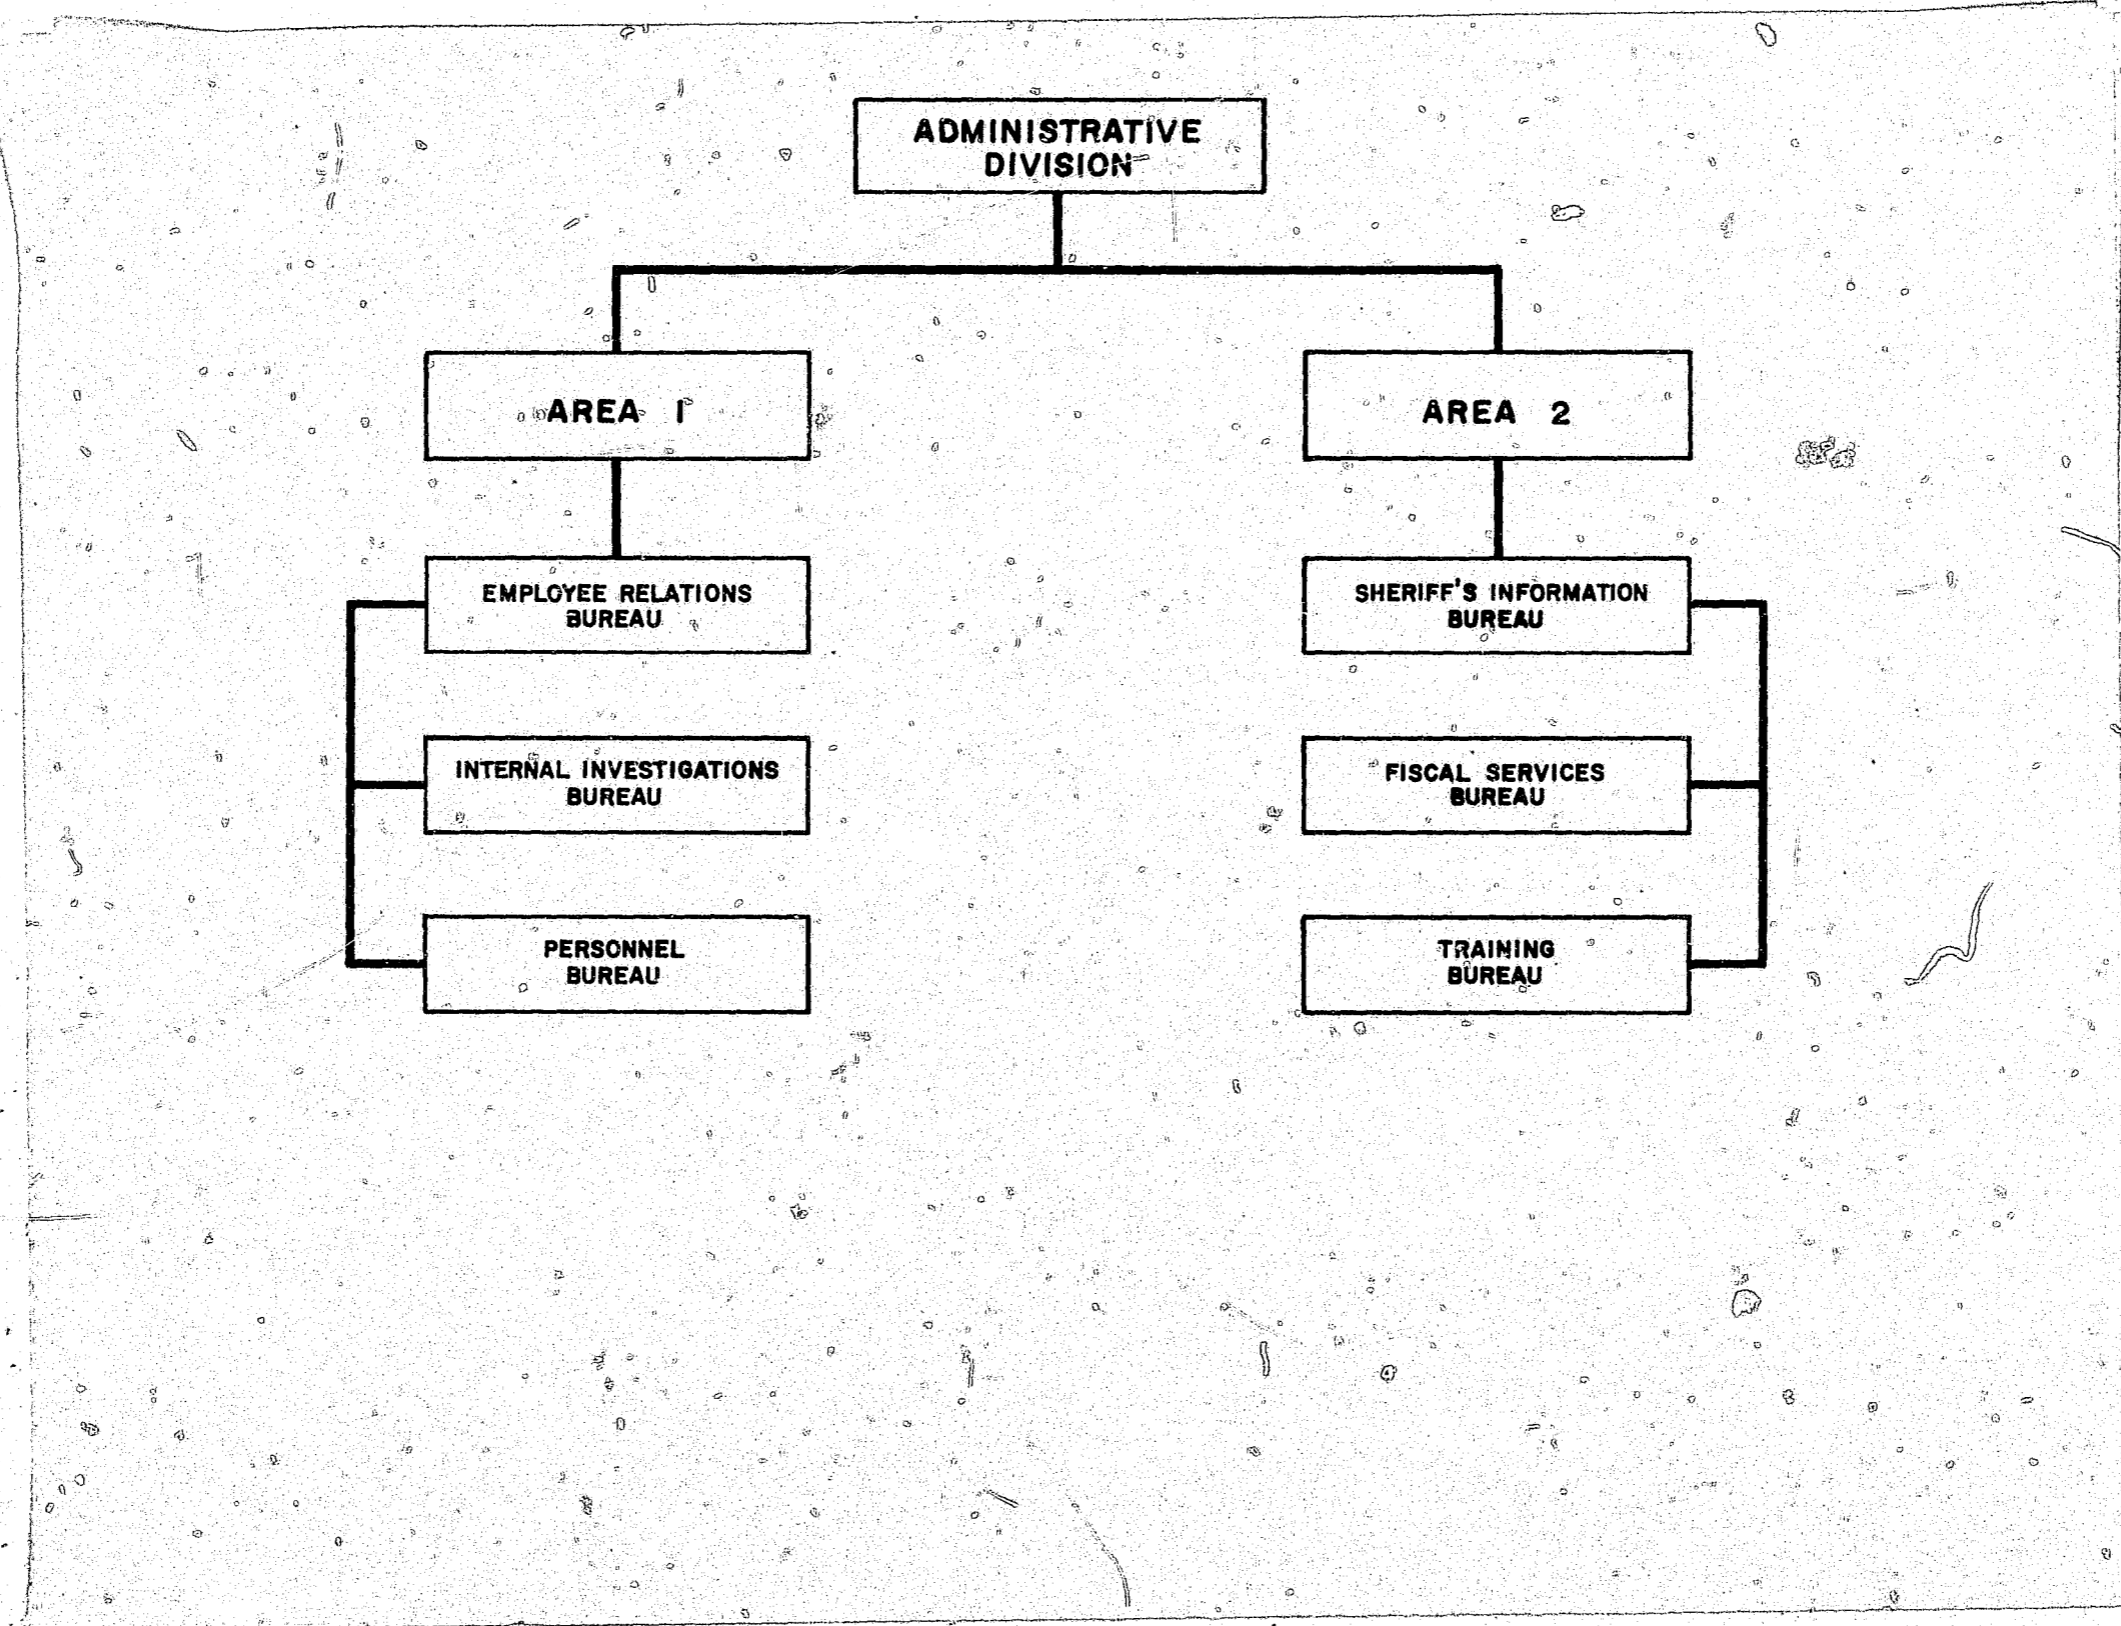 ADMINISTRATIVE
DIVISION
AREA 1
AREA 2
EMPLOYEE RELATIONS
BUREAU
SHERIFF'S INFORMATION
BUREAU
INTERNAL INVESTIGATIONS
BUREAU
FISCAL SERVICES
BUREAU
PERSONNEL
BUREAU
TRAINING
BUREAU